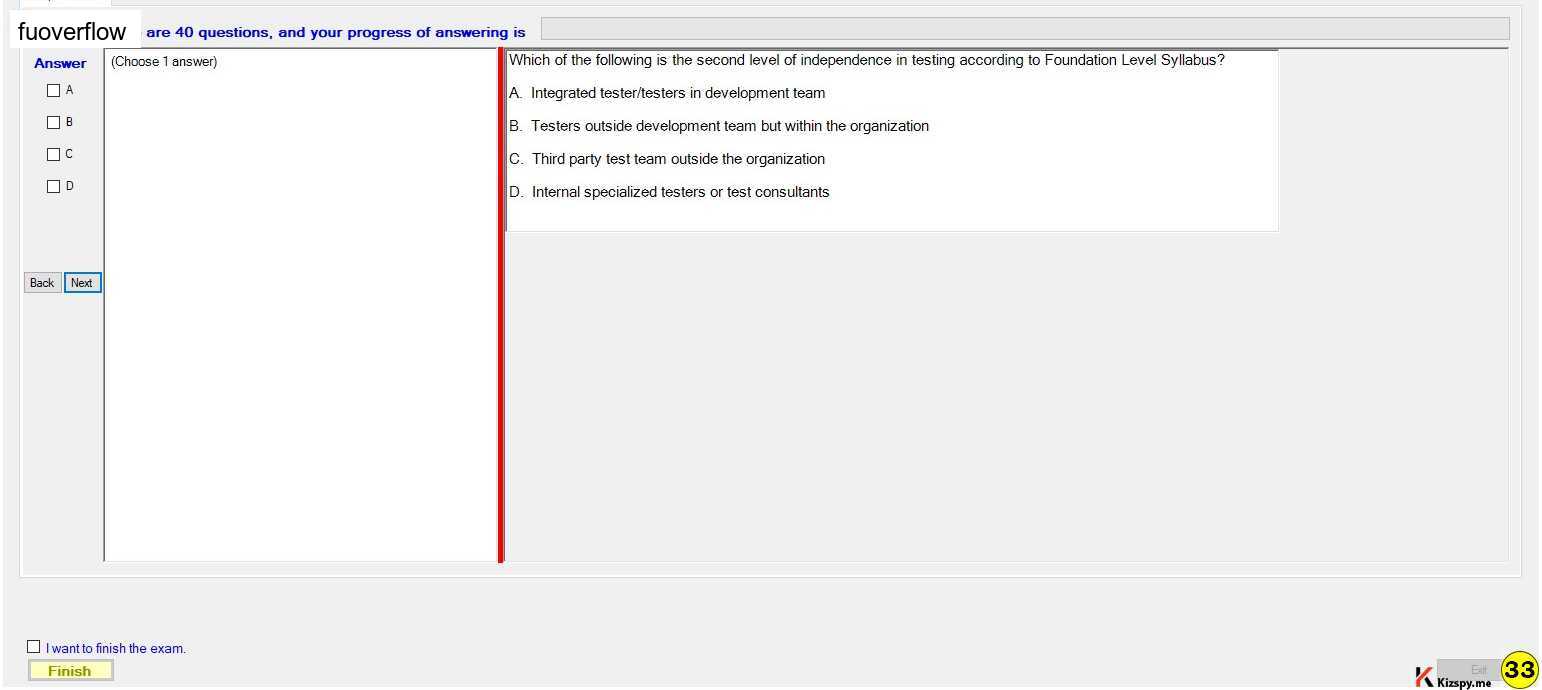 fuoverflow are 40 questions, and your progress of answering is
Answer
(Choose 1 answer)
A
B
C
D
Back Next
Which of the following is the second level of independence in testing according to Foundation Level Syllabus?
A. Integrated tester/testers in development team
B. Testers outside development team but within the organization
C. Third party test team outside the organization
D. Internal specialized testers or test consultants
I want to finish the exam.
Finish
Exit
Kizspy.me
33